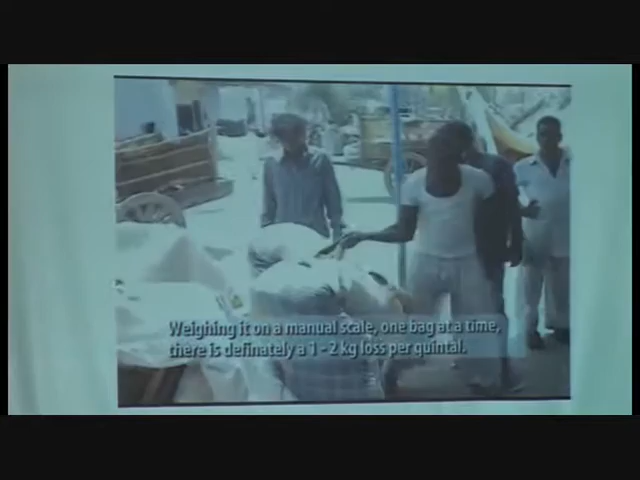 Weighing it on a manual scale, one bag at a time,
there is definately a 1 - 2 kg loss per quintal.